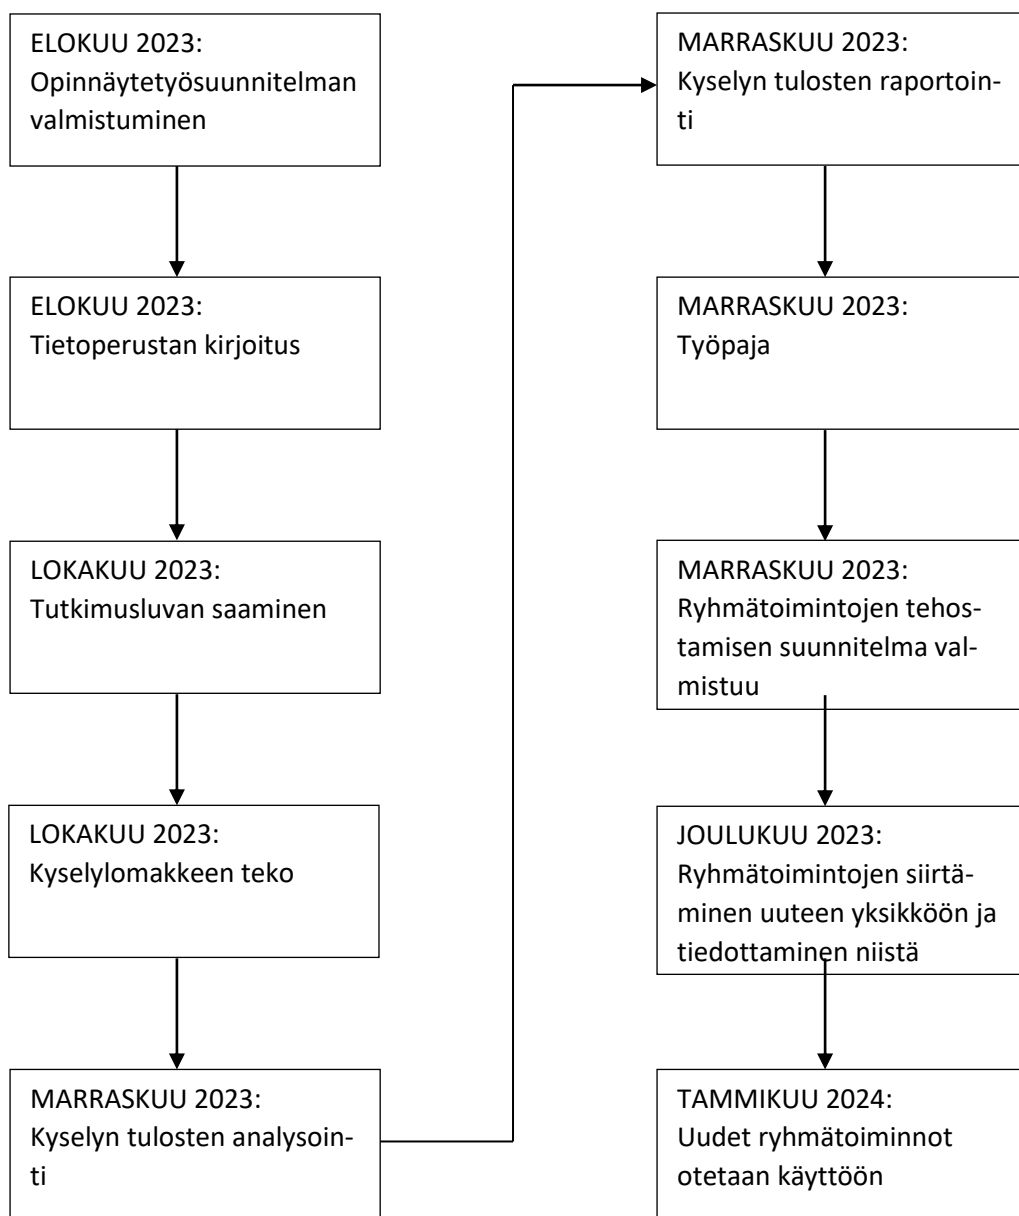 ELOKUU 2023:
Opinnäytetyösuunnitelman
valmistuminen
ELOKUU 2023:
Tietoperustan kirjoitus
LOKAKUU 2023:
Tutkimusluvan saaminen
LOKAKUU 2023:
Kyselylomakkeen teko
MARRASKUU 2023:
Kyselyn tulosten analysoin-
ti
MARRASKUU 2023:
Kyselyn tulosten raportoin-
ti
MARRASKUU 2023:
Työpaja
MARRASKUU 2023:
Ryhmätoimintojen tehos-
tamisen suunnitelma val-
mistuu
JOULUKUU 2023:
Ryhmätoimintojen siirtä-
minen uuteen yksikköön ja
tiedottaminen niistä
TAMMIKUU 2024:
Uudet ryhmätoiminnot
otetaan käyttöön